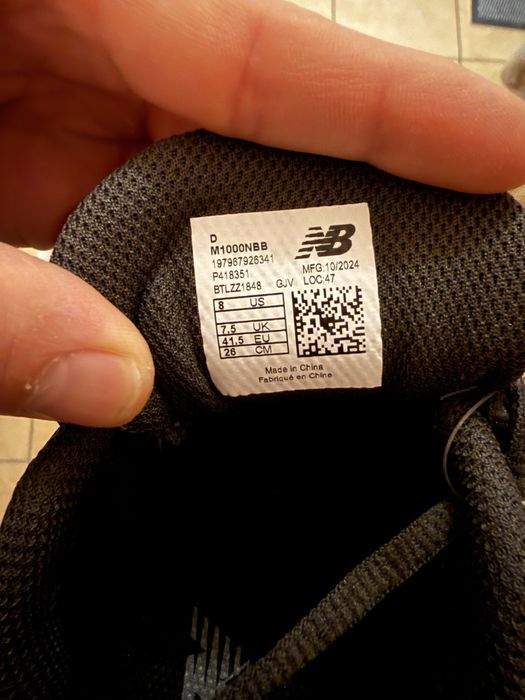 D
M1000NBB
197967926341
P418351
BTLZZ1848 GJV
NB
MFG:10/2024
LOC:47
8 US
7.5 UK
41.5 EU
26 CM
Made in China
Fabriqué en Chine